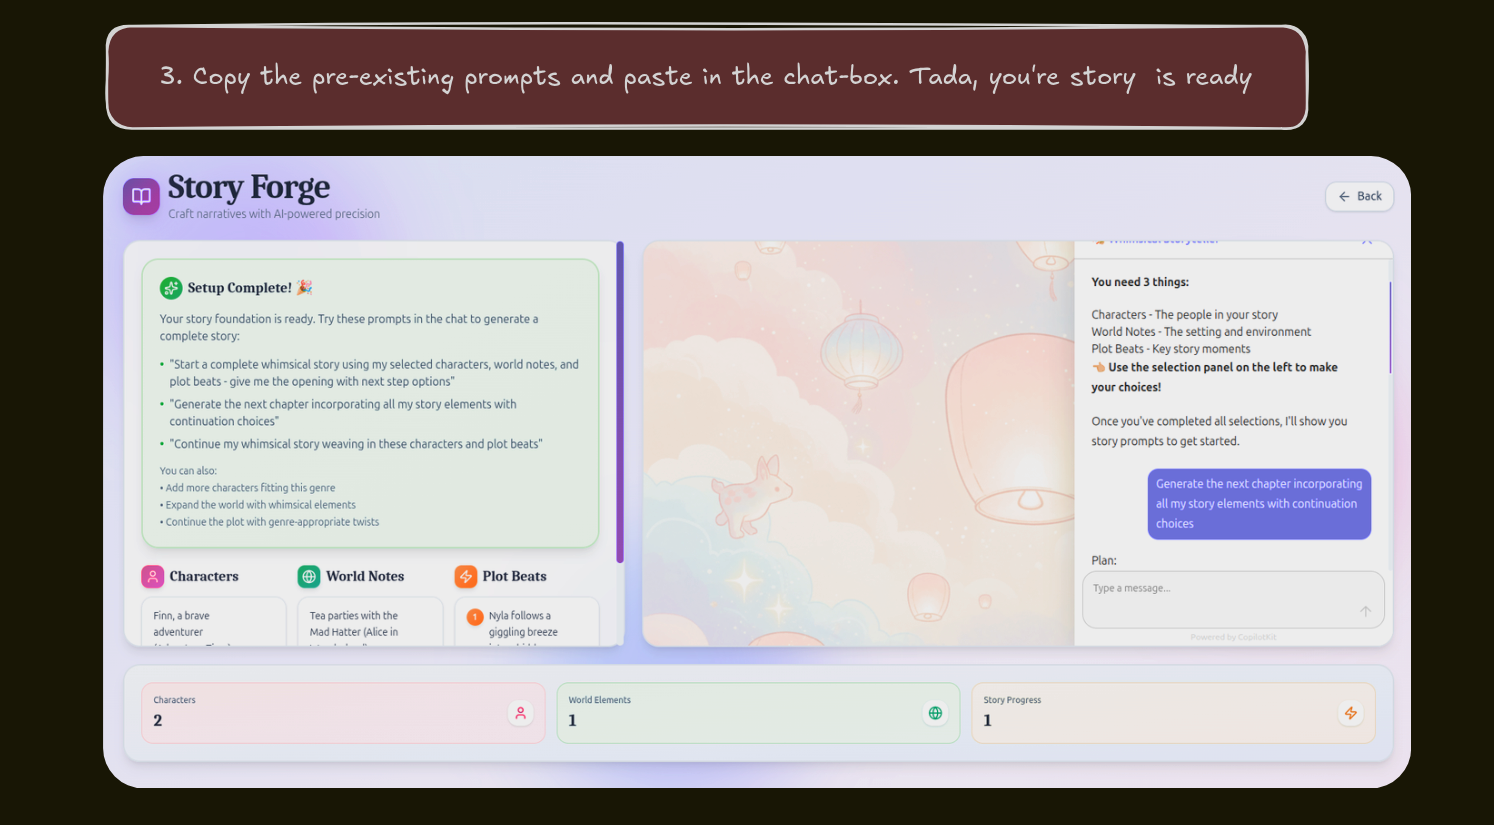 3. Copy the pre-existing prompts and paste in the chat-box. Tada, you're story is ready
Story Forge
Craft narratives with AI-powered precision
Back
Setup Complete! 🎉
Your story foundation is ready. Try these prompts in the chat to generate a
complete story:
• "Start a complete whimsical story using my selected characters, world notes, and
plot beats - give me the opening with next step options"
• "Generate the next chapter incorporating all my story elements with
continuation choices"
• "Continue my whimsical story weaving in these characters and plot beats"
You can also:
• Add more characters fitting this genre
• Expand the world with whimsical elements
• Continue the plot with genre-appropriate twists
Characters
Finn, a brave
adventurer
World Notes
Tea parties with the
Mad Hatter (Alice in
Plot Beats
1
Nyla follows a
giggling breeze
You need 3 things:
Characters - The people in your story
World Notes - The setting and environment
Plot Beats - Key story moments
👈 Use the selection panel on the left to make
your choices!
Once you've completed all selections, I'll show you
story prompts to get started.
Generate the next chapter incorporating
all my story elements with continuation
choices
Plan:
Type a message...
Powered by CopilotKit
Characters
2
World Elements
1
Story Progress
1